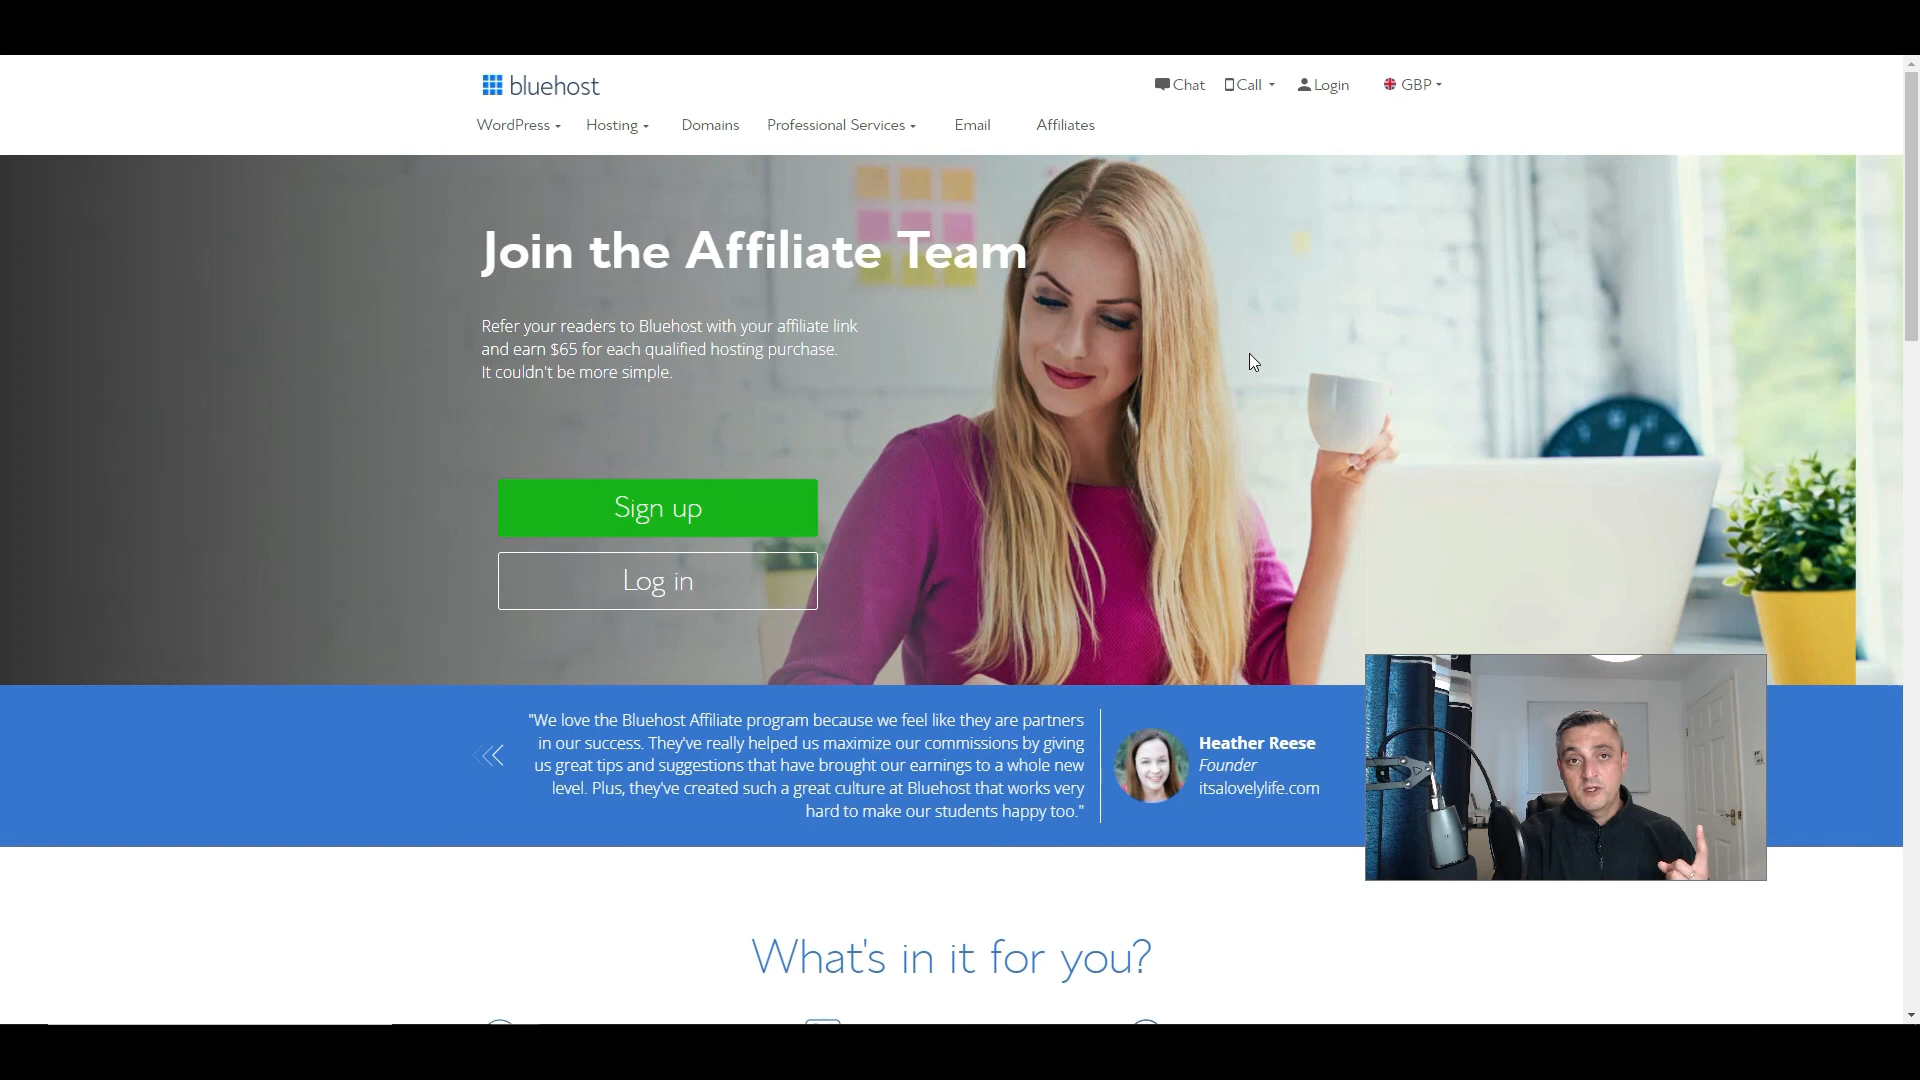 bluehost
Chat
Call
Login
GBP
WordPress
Hosting
Domains
Professional Services
Email
Affiliates
Join the Affiliate Team
Refer your readers to Bluehost with your affiliate link
and earn $65 for each qualified hosting purchase.
It couldn't be more simple.
Sign up
Log in
"We love the Bluehost Affiliate program because we feel like they are partners
in our success. They've really helped us maximize our commissions by giving
us great tips and suggestions that have brought our earnings to a whole new
level. Plus, they've created such a great culture at Bluehost that works very
hard to make our students happy too."
Heather Reese
Founder
itsalovelylife.com
What's in it for you?